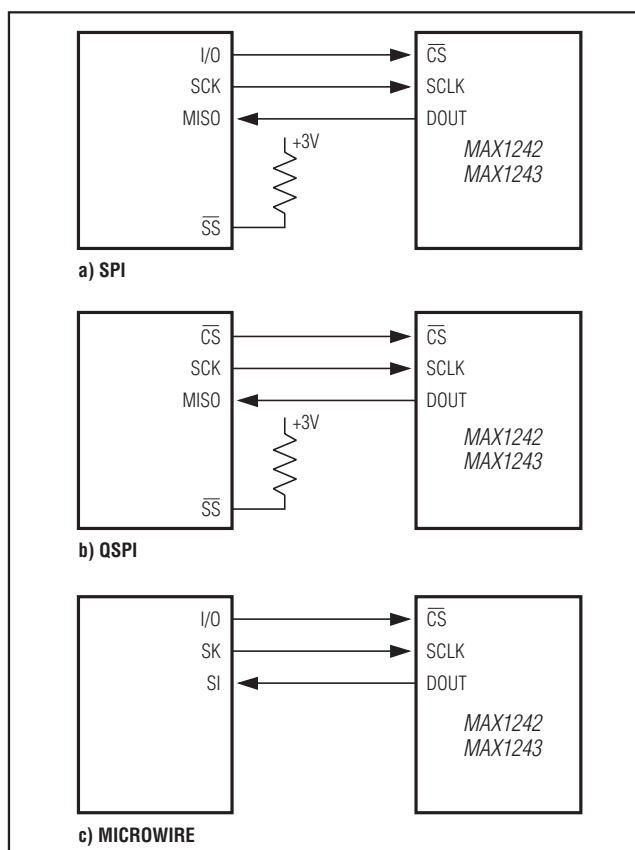 I/O CS
SCK SCLK
MISO DOUT
+3V
MAX1242
MAX1243
SS
a) SPI
CS CS
SCK SCLK
MISO DOUT
+3V
MAX1242
MAX1243
SS
b) QSPI
I/O CS
SK SCLK
SI DOUT
MAX1242
MAX1243
c) MICROWIRE